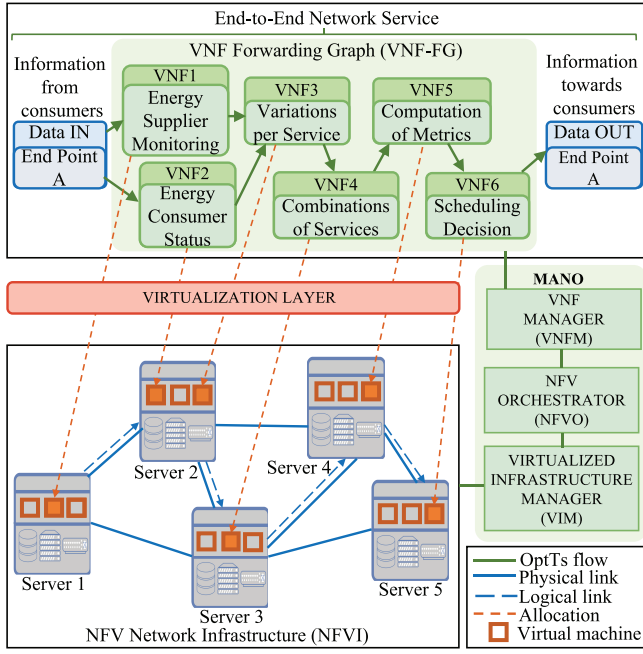 End-to-End Network Service
VNF Forwarding Graph (VNF-FG)
Information
from
consumers
Data IN
End Point
A
VNF1
Energy
Supplier
Monitoring
VNF2
Energy
Consumer
Status
VNF3
Variations
per Service
VNF4
Combinations
of Services
VNF5
Computation
of Metrics
VNF6
Scheduling
Decision
Information
towards
consumers
Data OUT
End Point
A
VIRTUALIZATION LAYER
MANO
VNF
MANAGER
(VNFM)
NFV
ORCHESTRATOR
(NFVO)
VIRTUALIZED
INFRASTRUCTURE
MANAGER
(VIM)
Server 1
Server 2
Server 3
Server 4
Server 5
NFV Network Infrastructure (NFVI)
OptTs flow
Physical link
Logical link
Allocation
Virtual machine